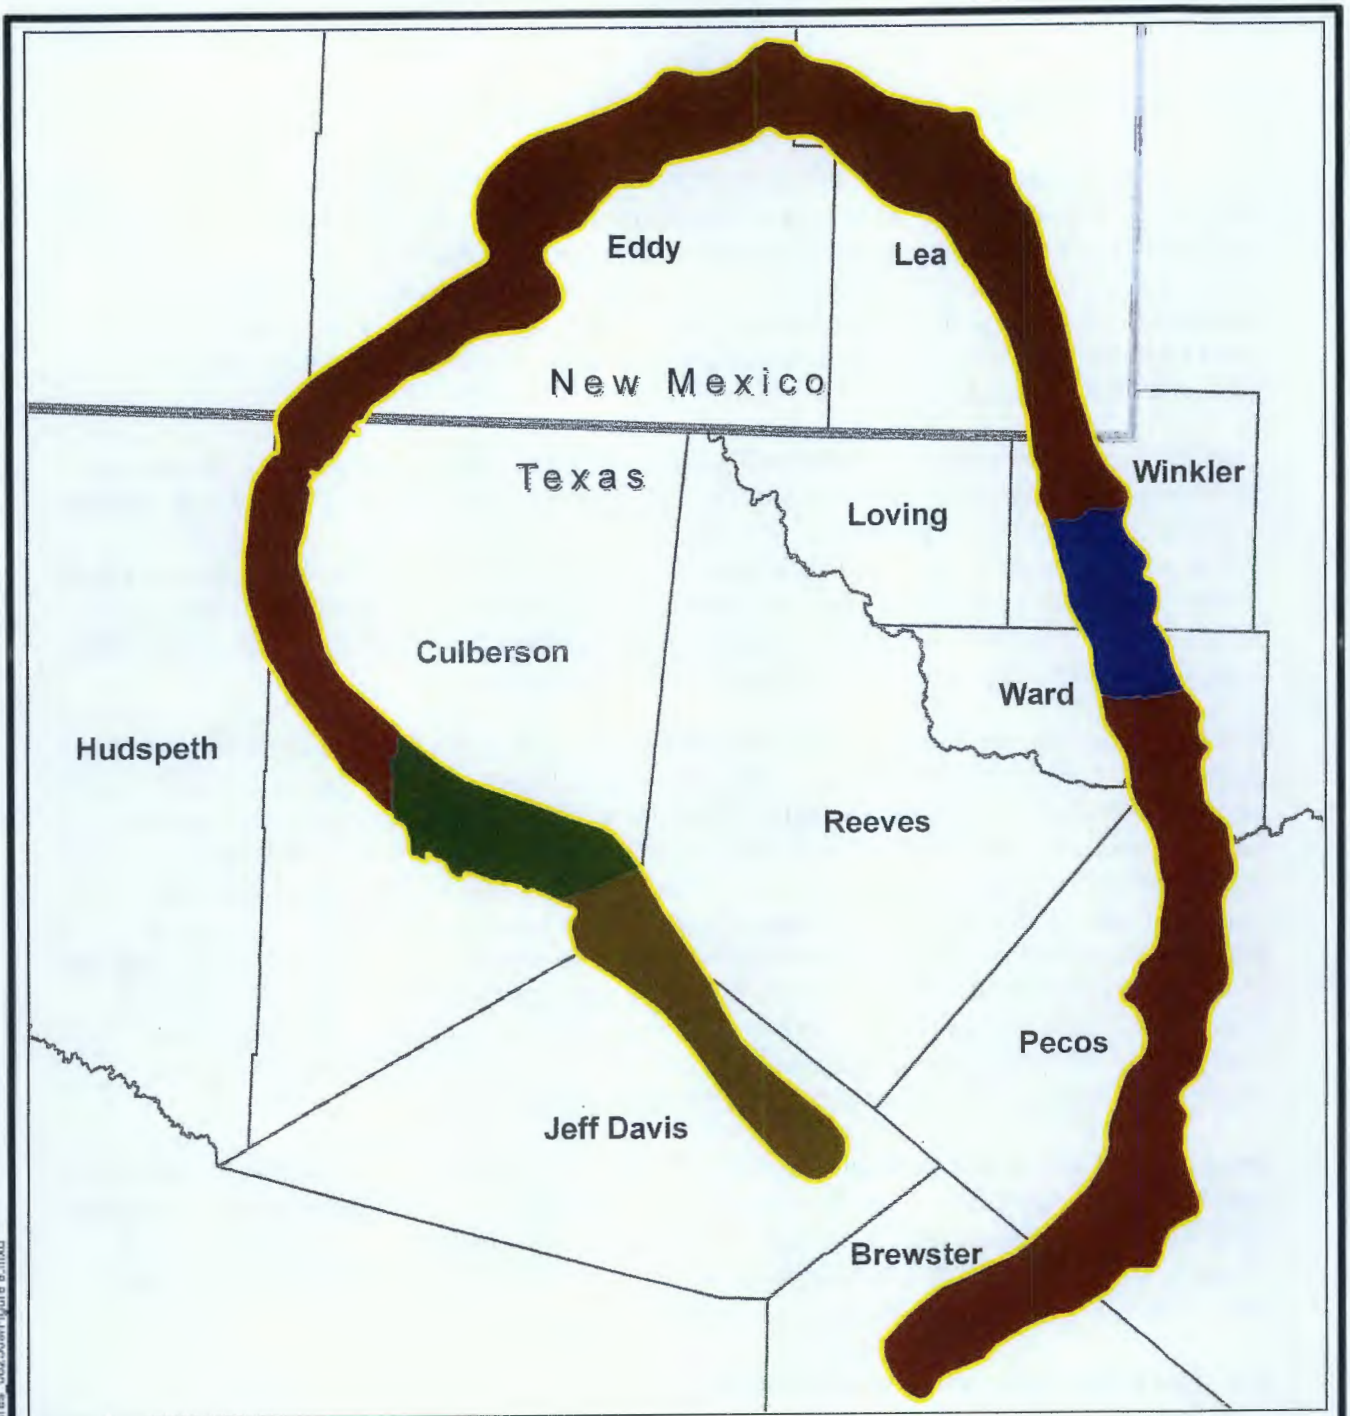 Eddy
Lea
New Mexico
Texas
Winkler
Loving
Culberson
Ward
Hudspeth
Reeves
Pecos
Jeff Davis
Brewster